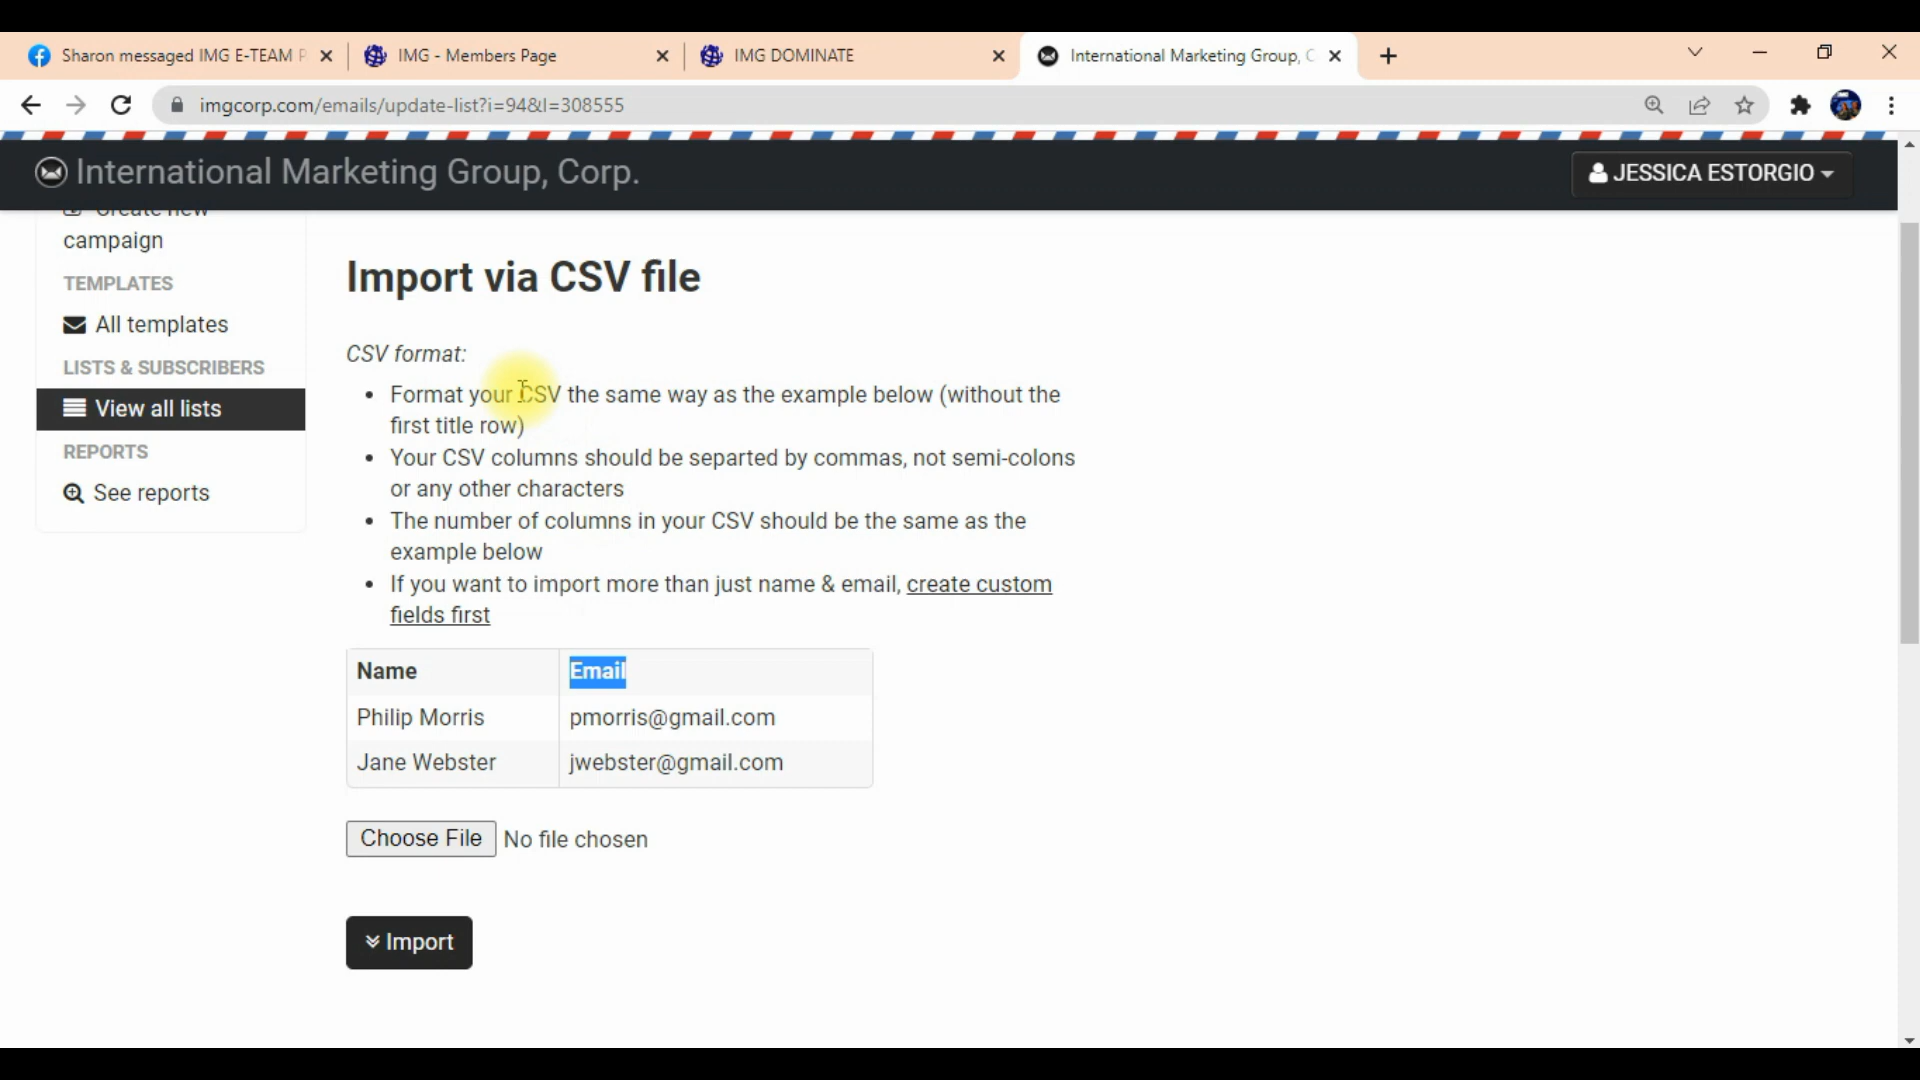 Sharon messaged IMG E-TEAM P
IMG - Members Page
IMG DOMINATE
International Marketing Group, C
imgcorp.com/emails/update-list?i=94&l=308555
International Marketing Group, Corp.
JESSICA ESTORGIO
Create new
campaign
TEMPLATES
All templates
LISTS & SUBSCRIBERS
View all lists
REPORTS
See reports
Import via CSV file
CSV format:
• Format your CSV the same way as the example below (without the
first title row)
• Your CSV columns should be separted by commas, not semi-colons
or any other characters
• The number of columns in your CSV should be the same as the
example below
• If you want to import more than just name & email, create custom
fields first
Name Email
Philip Morris pmorris@gmail.com
Jane Webster jwebster@gmail.com
Choose File No file chosen
Import